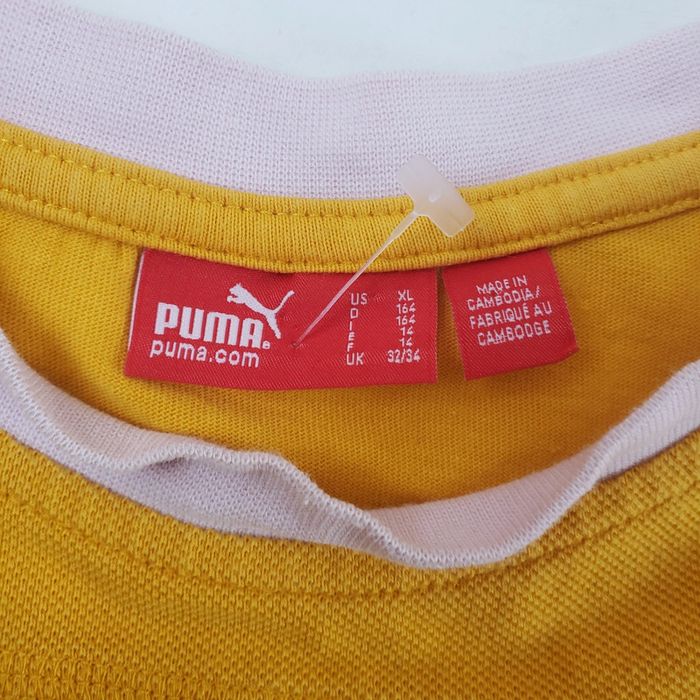 PUMA®
puma.com
US XL
D 164
I 164
E 14
F 14
UK 32/34
MADE IN
CAMBODIA/
FABRIQUÉ AU
CAMBODGE